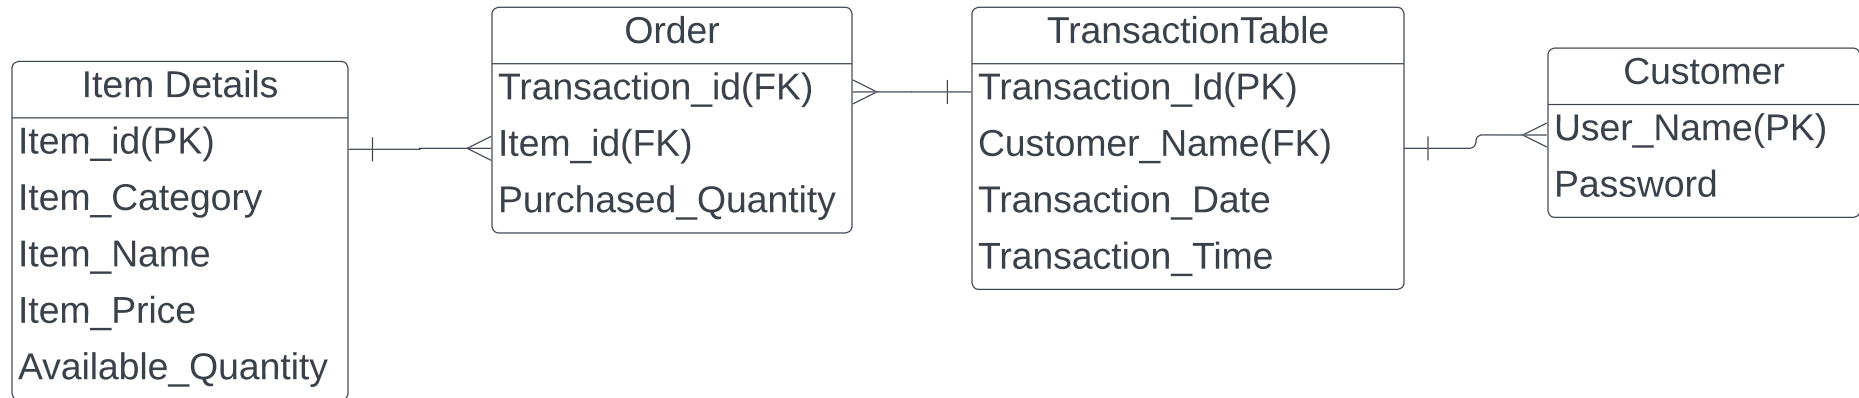 Item Details
Item_id(PK)
Item_Category
Item_Name
Item_Price
Available_Quantity
Order
Transaction_id(FK)
Item_id(FK)
Purchased_Quantity
TransactionTable
Transaction_Id(PK)
Customer_Name(FK)
Transaction_Date
Transaction_Time
Customer
User_Name(PK)
Password